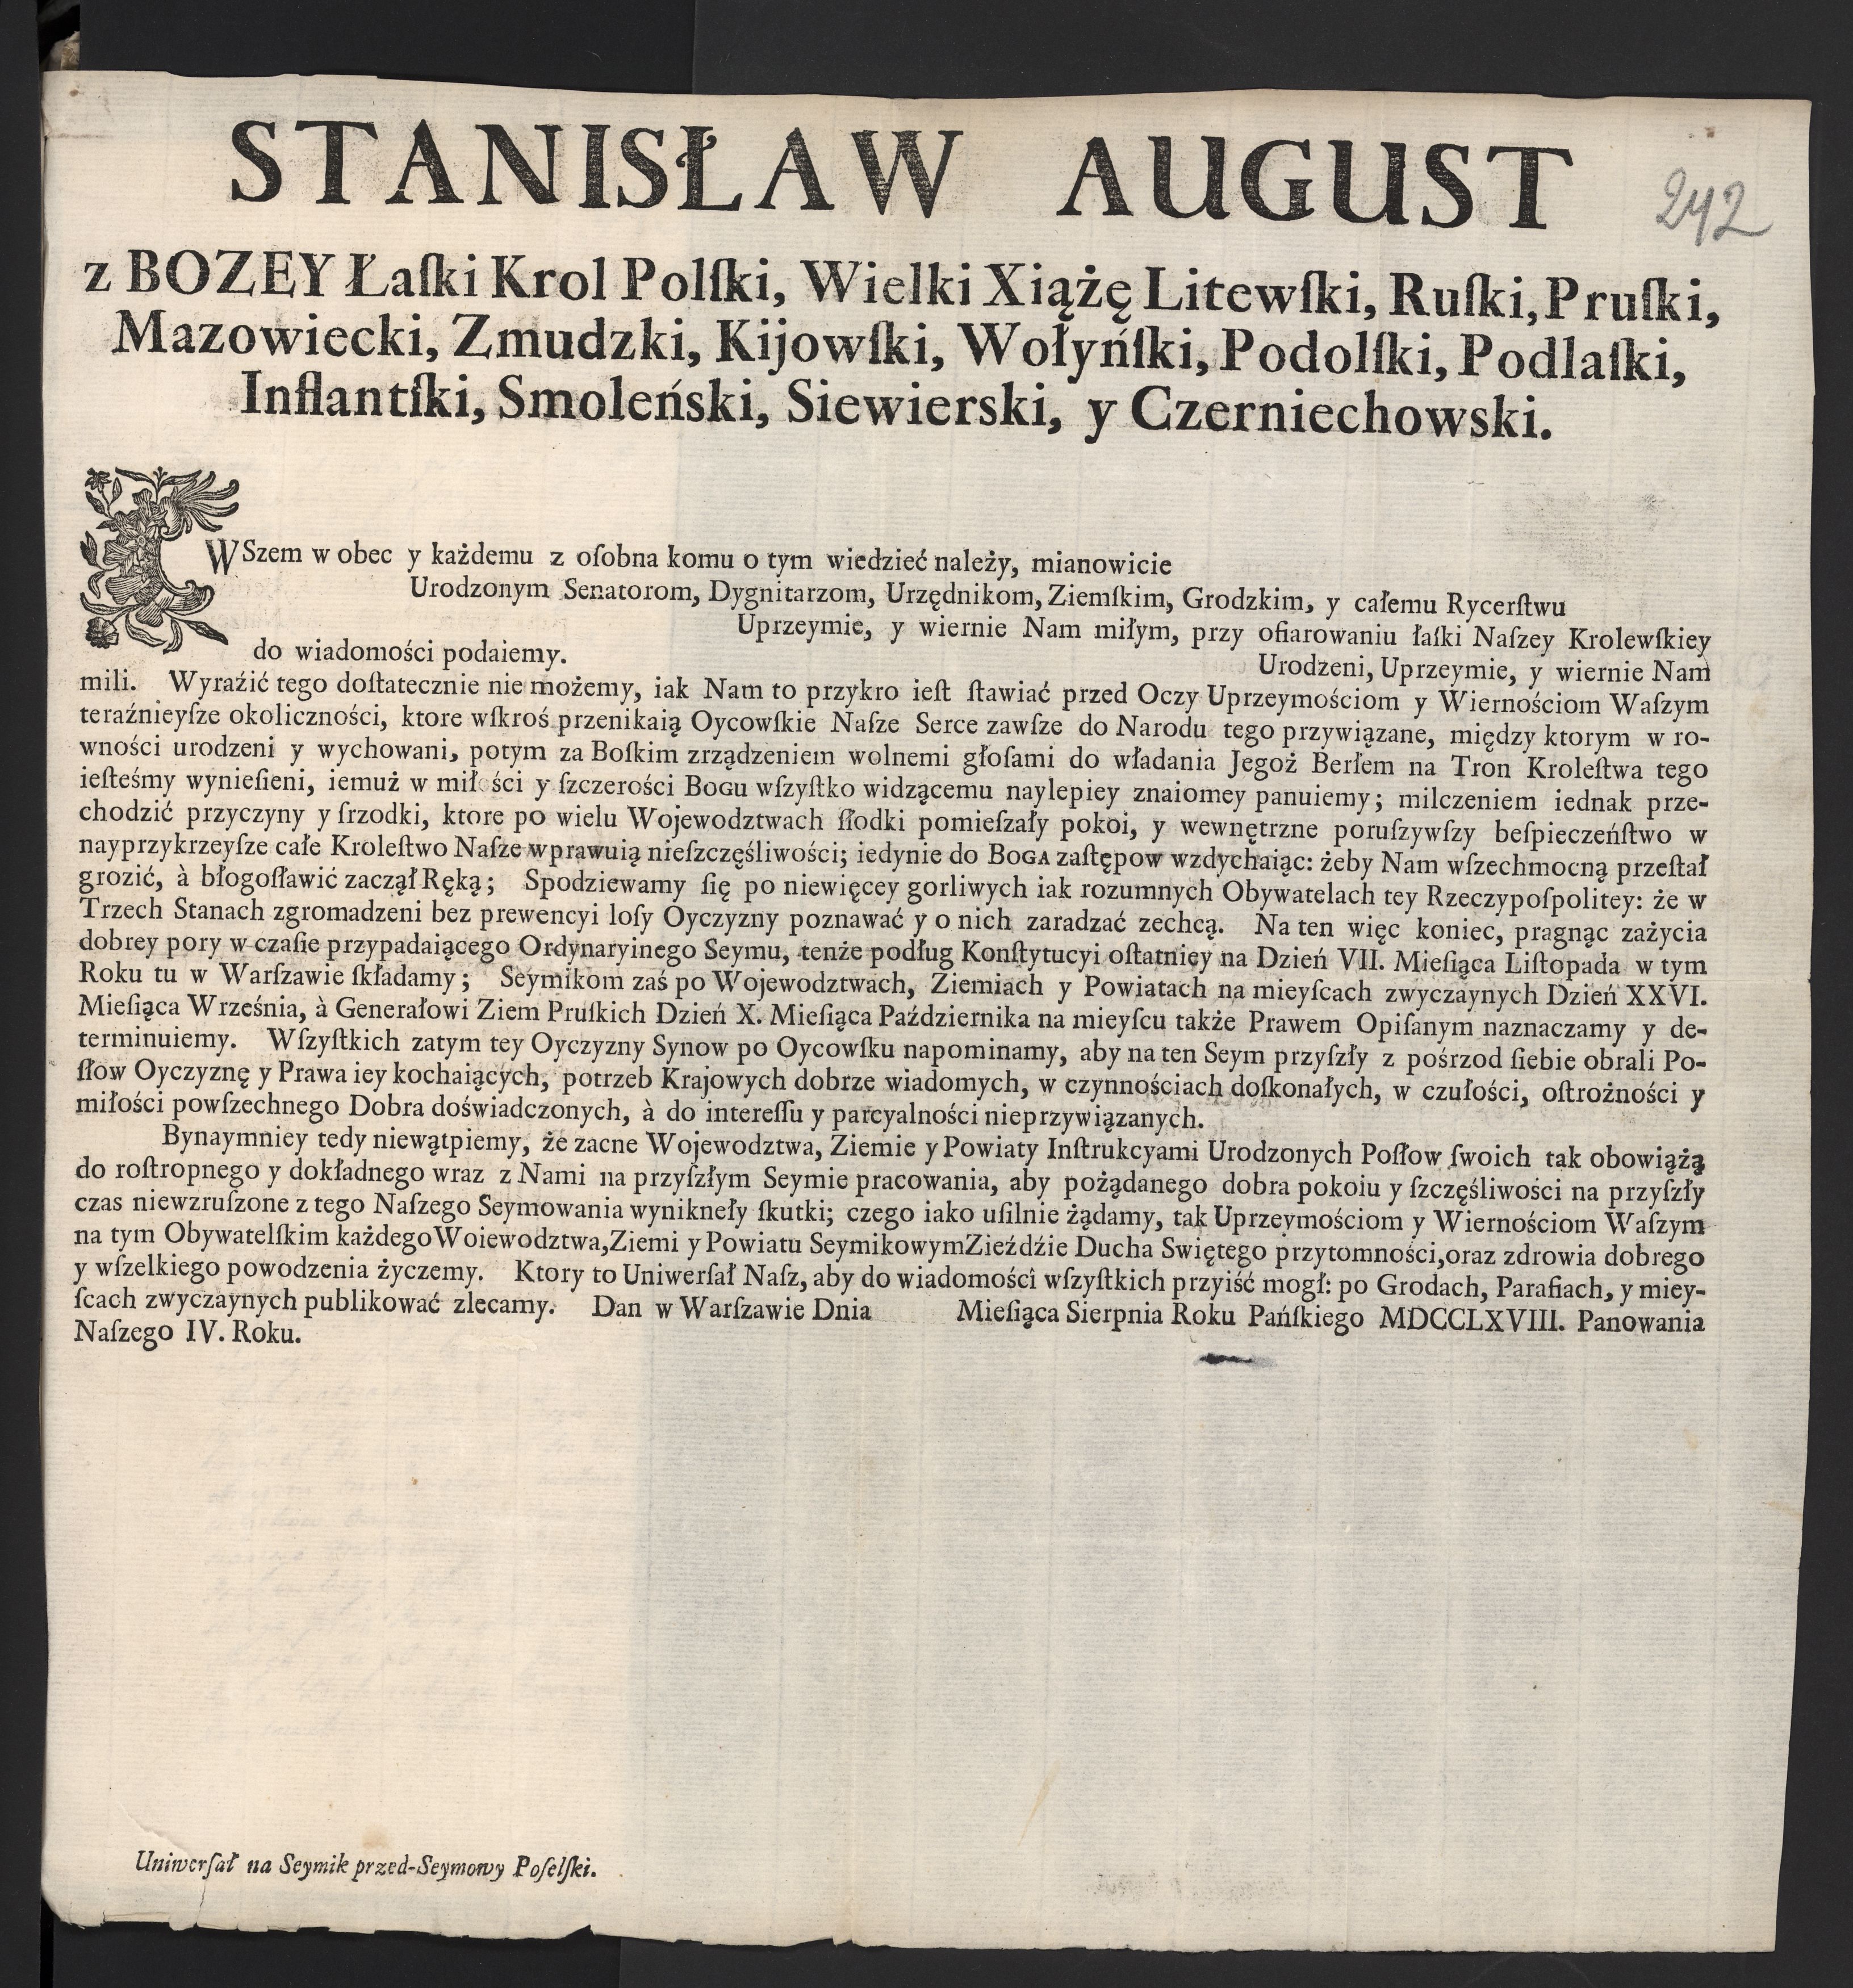 STANISŁAW AUGUST
242
z BOZEY Łaſki Krol Polſki, Wielki Xiążę Litewſki, Ruſki, Pruſki,
Mazowiecki, Zmudzki, Kijowſki, Wołyńſki, Podolſki, Podlaſki,
Inflantſki, Smoleński, Siewierski, y Czerniechowski.
WSzem w obec y każdemu z oſobna komu o tym wiedzieć należy, mianowicie
Urodzonym Senatorom, Dygnitarzom, Urzędnikom, Ziemſkim, Grodzkim, y całemu Rycerſtwu
Uprzeymie, y wiernie Nam miłym, przy ofiarowaniu łaſki Naſzey Krolewſkiey
do wiadomości podaiemy. Urodzeni, Uprzeymie, y wiernie Nam
mili. Wyraźić tego doſtatecznie nie możemy, iak Nam to przykro ieſt ſtawiać przed Oczy Uprzeymościom y Wiernościom Waſzym
teraźnieyſze okoliczności, ktore wſkroś przenikaią Oycowſkie Naſze Serce zawſze do Narodu tego przywiązane, między ktorym w ro-
wności urodzeni y wychowani, potym za Boſkim zrządzeniem wolnemi głoſami do władania Jegoż Berłem na Tron Kroleſtwa tego
ieſteśmy wynieſieni, iemuż w miłości y ſzczerości BOGU wſzyſtko widzącemu naylepiey znaiomey panuiemy; milczeniem iednak prze-
chodzić przyczyny y ſrzodki, ktore po wielu Wojewodztwach ſłodki pomieſzały pokoi, y wewnętrzne poruſzywſzy beſpieczeńſtwo w
nayprzykrzeyſze całe Kroleſtwo Naſze wprawuią nieſzczęśliwości; iedynie do BOGA zaſtępow wzdychaiąc: żeby Nam wſzechmocną przeſtał
grozić, à błogoſławić zaczął Ręką; Spodziewamy ſię po niewięcey gorliwych iak rozumnych Obywatelach tey Rzeczypoſpolitey: że w
Trzech Stanach zgromadzeni bez prewencyi loſy Oyczyzny poznawać y o nich zaradzać zechcą. Na ten więc koniec, pragnąc zażycia
dobrey pory w czaſie przypadaiącego Ordynaryinego Seymu, tenże podług Konſtytucyi oſtatniey na Dzień VII. Mieſiąca Liſtopada w tym
Roku tu w Warſzawie ſkładamy; Seymikom zaś po Wojewodztwach, Ziemiach y Powiatach na mieyſcach zwyczaynych Dzień XXVI.
Mieſiąca Września, à Generałowi Ziem Pruſkich Dzień X. Mieſiąca Października na mieyſcu także Prawem Opiſanym naznaczamy y de-
terminuiemy. Wſzyſtkich zatym tey Oyczyzny Synow po Oycowſku napominamy, aby na ten Seym przyſzły z pośrzod ſiebie obrali Po-
ſłow Oyczyznę y Prawa iey kochaiących, potrzeb Krajowych dobrze wiadomych, w czynnościach doſkonałych, w czułości, oſtrożności y
miłości powſzechnego Dobra doświadczonych, à do intereſſu y parcyalności nieprzywiązanych.
Bynaymniey tedy niewątpiemy, że zacne Wojewodztwa, Ziemie y Powiaty Inſtrukcyami Urodzonych Poſłow ſwoich tak obowiążą
do roſtropnego y dokładnego wraz z Nami na przyſzłym Seymie pracowania, aby pożądanego dobra pokoiu y ſzczęśliwości na przyſzły
czas niewzruſzone z tego Naſzego Seymowania wynikneły ſkutki; czego iako uſilnie żądamy, tak Uprzeymościom y Wiernościom Waſzym
na tym Obywatelſkim każdego Woiewodztwa, Ziemi y Powiatu Seymikowym Zieźdźie Ducha Swiętego przytomności, oraz zdrowia dobrego
y wſzelkiego powodzenia życzemy. Ktory to Uniwerſał Naſz, aby do wiadomości wſzyſtkich przyiść mogł: po Grodach, Parafiach, y miey-
ſcach zwyczaynych publikować zlecamy. Dan w Warſzawie Dnia Mieſiąca Sierpnia Roku Pańſkiego MDCCLXVIII. Panowania
Naſzego IV. Roku.
Uniwerſał na Seymik przed-Seymowy Poſelſki.